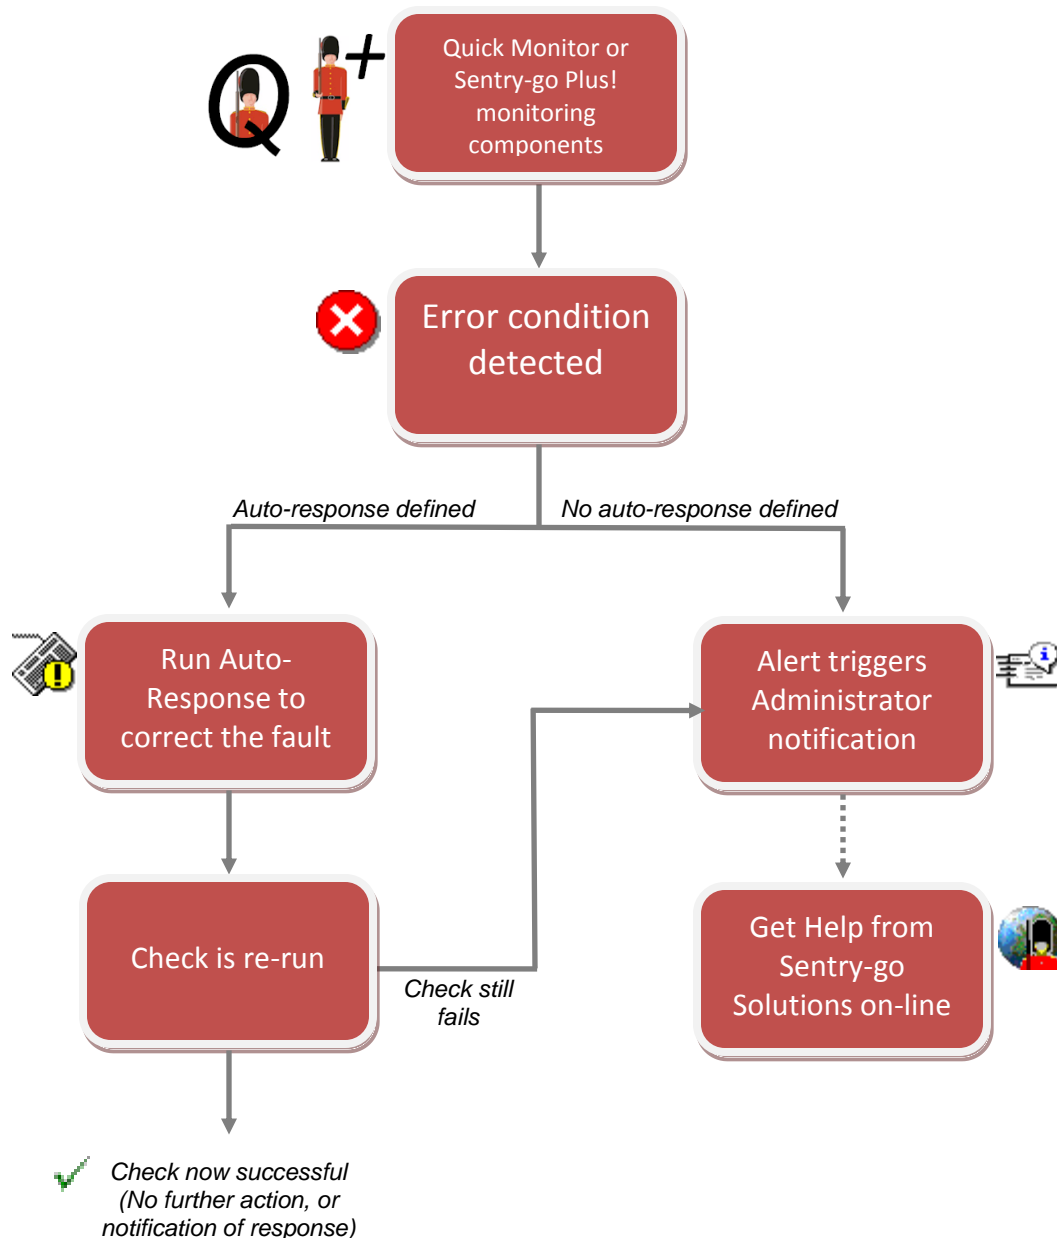 Q
+
Quick Monitor or
Sentry-go Plus!
monitoring
components
Error condition
detected
Auto-response defined
No auto-response defined
Run Auto-
Response to
correct the fault
Alert triggers
Administrator
notification
Check is re-run
Check still
fails
Get Help from
Sentry-go
Solutions on-line
Check now successful
(No further action, or
notification of response)